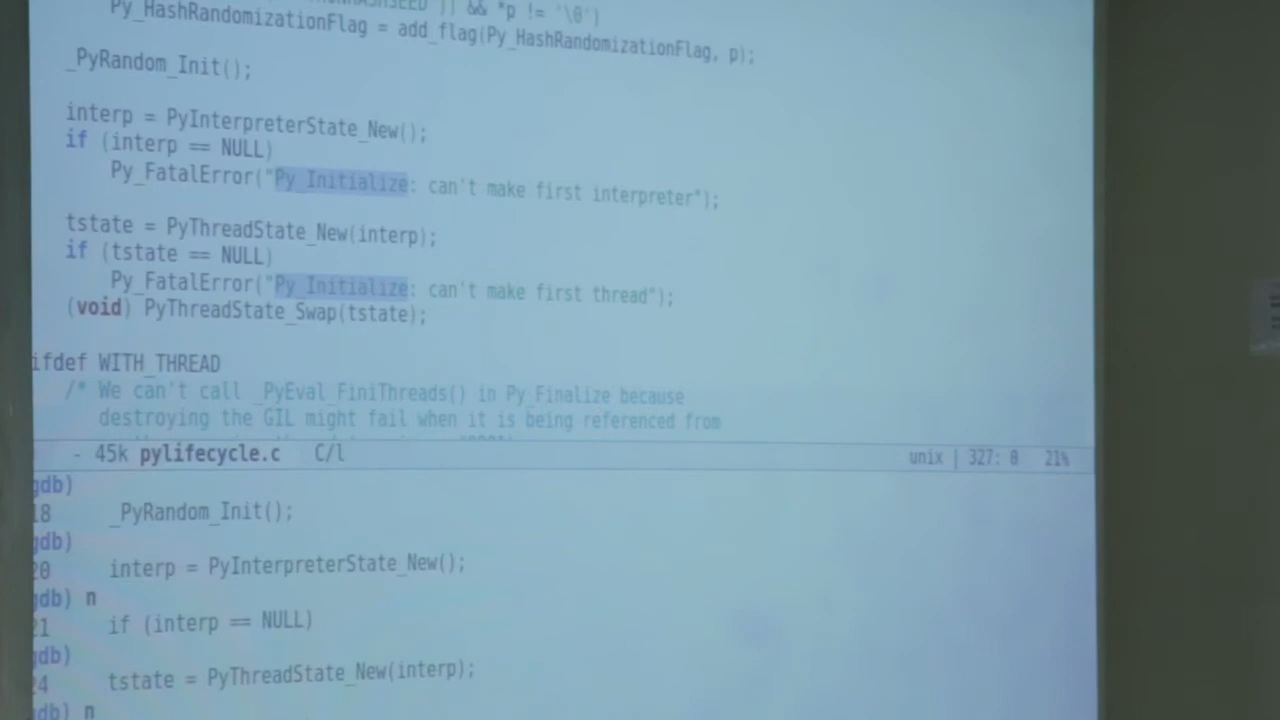 && *p != '\0')
Py_HashRandomizationFlag = add_flag(Py_HashRandomizationFlag, p);
_PyRandom_Init();
interp = PyInterpreterState_New();
if (interp == NULL)
Py_FatalError("Py_Initialize: can't make first interpreter");
tstate = PyThreadState_New(interp);
if (tstate == NULL)
Py_FatalError("Py_Initialize: can't make first thread");
(void) PyThreadState_Swap(tstate);
ifdef WITH_THREAD
/* We can't call _PyEval_FiniThreads() in Py_Finalize because
destroying the GIL might fail when it is being referenced from
- 45k pylifecycle.c C/l unix | 327: 0 21%
gdb)
18 _PyRandom_Init();
gdb)
20 interp = PyInterpreterState_New();
gdb) n
21 if (interp == NULL)
gdb)
24 tstate = PyThreadState_New(interp);
gdb) n